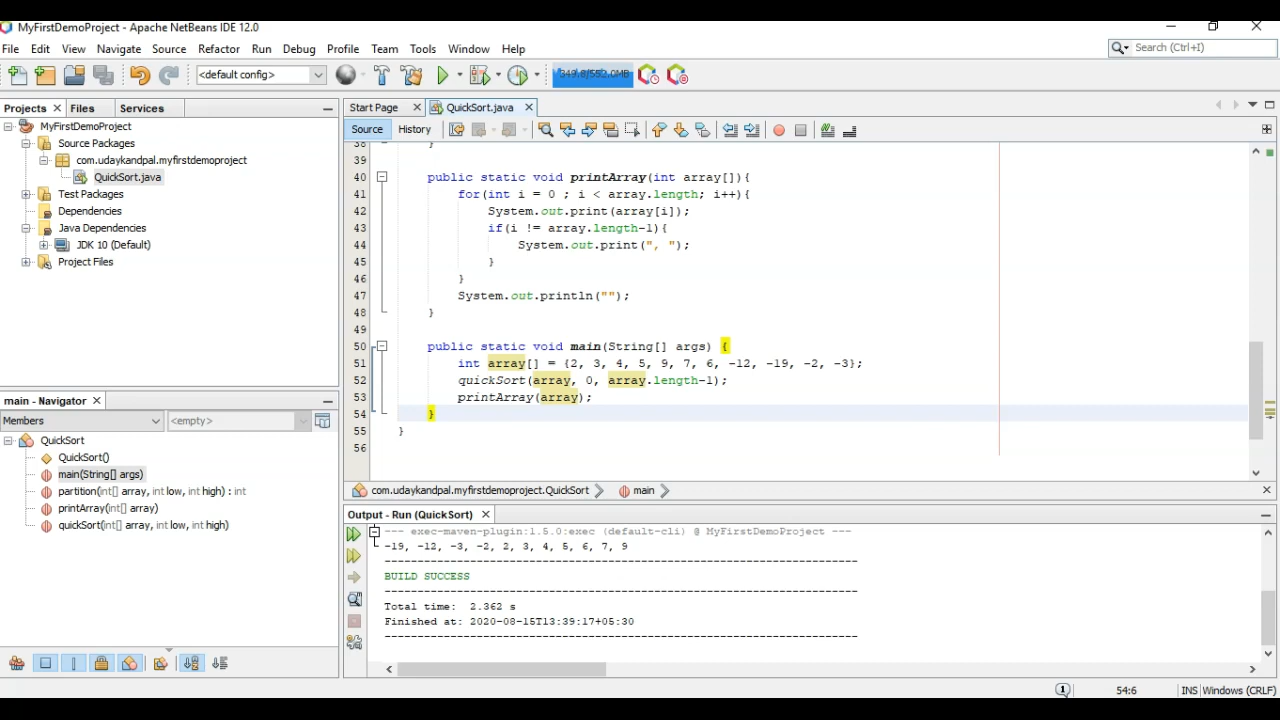 MyFirstDemoProject - Apache NetBeans IDE 12.0
File Edit View Navigate Source Refactor Run Debug Profile Team Tools Window Help
Search (Ctrl+I)
<default config>
349.8/552.0MB
Projects Files Services
MyFirstDemoProject
Source Packages
com.udaykandpal.myfirstdemoproject
QuickSort.java
Test Packages
Dependencies
Java Dependencies
JDK 10 (Default)
Project Files
main - Navigator
Members
<empty>
QuickSort
QuickSort()
main(String[] args)
partition(int[] array, int low, int high) : int
printArray(int[] array)
quickSort(int[] array, int low, int high)
Start Page QuickSort.java
Source History
38 }
39
40 public static void printArray(int array[]){
41 for(int i = 0 ; i < array.length; i++){
42 System.out.print(array[i]);
43 if(i != array.length-1){
44 System.out.print(", ");
45 }
46 }
47 System.out.println("");
48 }
49
50 public static void main(String[] args) {
51 int array[] = {2, 3, 4, 5, 9, 7, 6, -12, -19, -2, -3};
52 quickSort(array, 0, array.length-1);
53 printArray(array);
54 }
55 }
56
com.udaykandpal.myfirstdemoproject.QuickSort main
Output - Run (QuickSort)
--- exec-maven-plugin:1.5.0:exec (default-cli) @ MyFirstDemoProject ---
-19, -12, -3, -2, 2, 3, 4, 5, 6, 7, 9
------------------------------------------------------------------------
BUILD SUCCESS
------------------------------------------------------------------------
Total time: 2.362 s
Finished at: 2020-08-15T13:39:17+05:30
------------------------------------------------------------------------
1 54:6 INS Windows (CRLF)